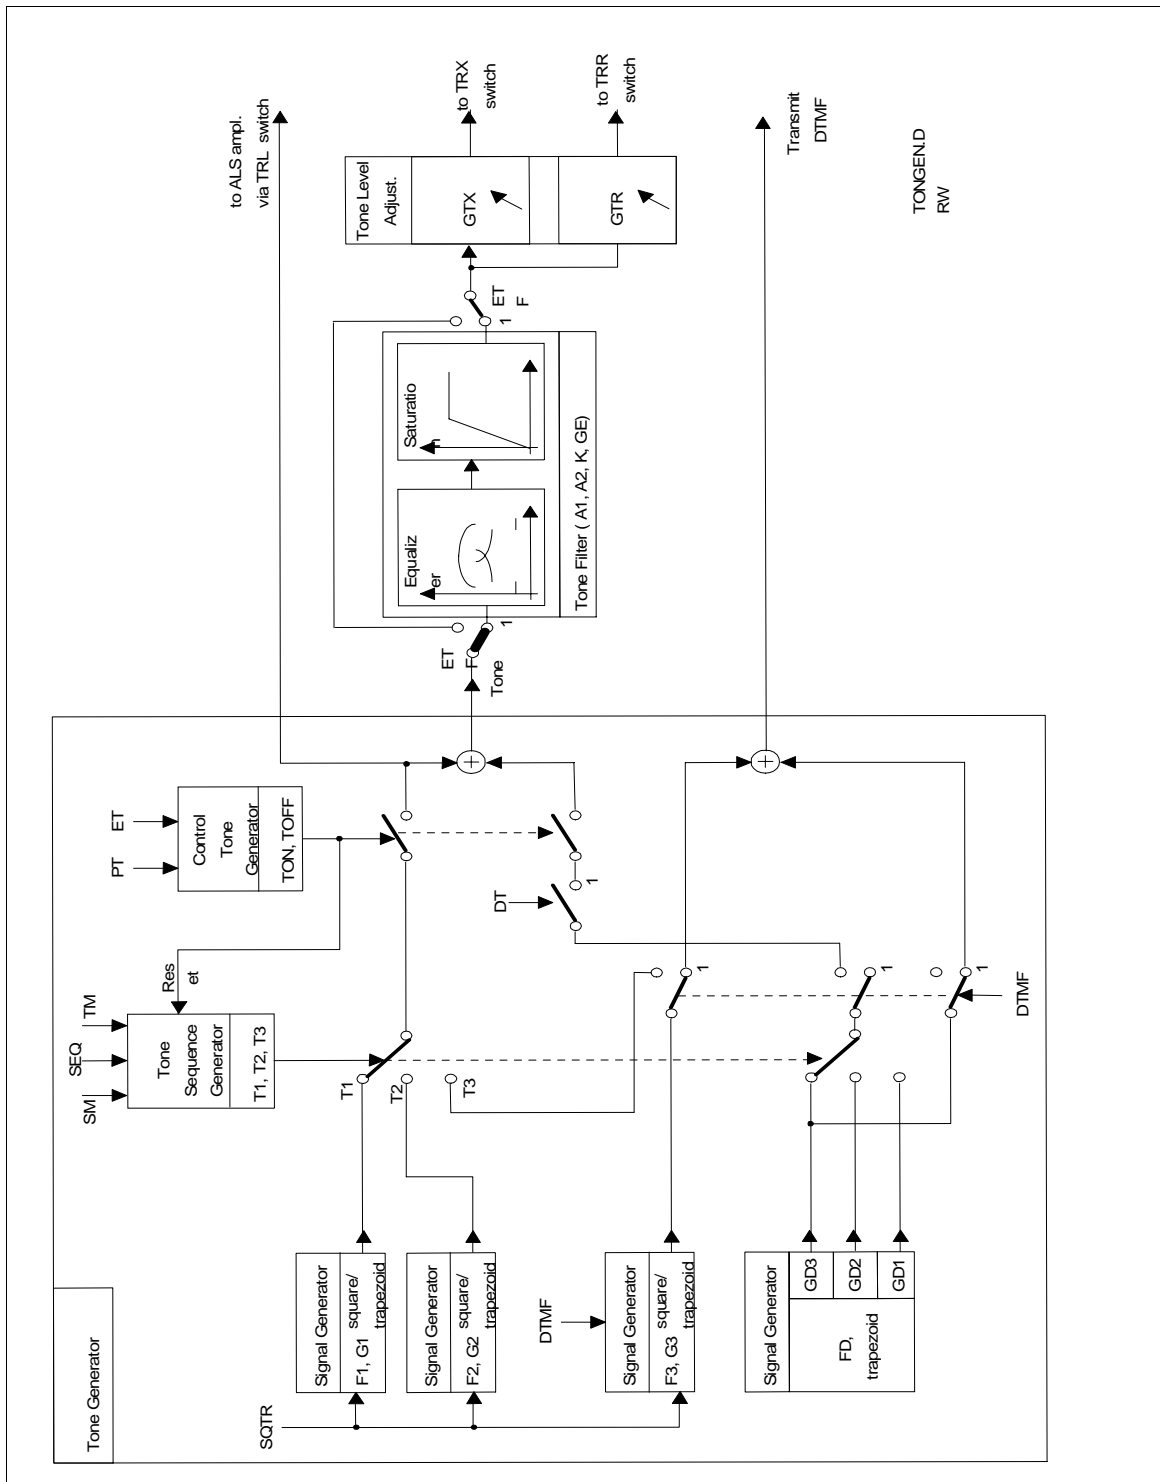 Tone Generator
SQTR
Signal Generator
F1, G1 square/
trapezoid
Signal Generator
F2, G2 square/
trapezoid
DTMF
Signal Generator
F3, G3 square/
trapezoid
Signal Generator
FD,
trapezoid
GD3
GD2
GD1
SM
SEQ
TM
Tone
Sequence
Generator
T1, T2, T3
Res
et
T1
T2
T3
PT
ET
Control
Tone
Generator
TON, TOFF
DT
1
1
1
1
DTMF
Tone
ET
F
1
Equaliz
er
Saturatio
n
Tone Filter ( A1, A2, K, GE)
ET
F
1
Tone Level
Adjust.
GTX
GTR
to ALS ampl.
via TRL switch
to TRX
switch
to TRR
switch
Transmit
DTMF
TONGEN.D
RW